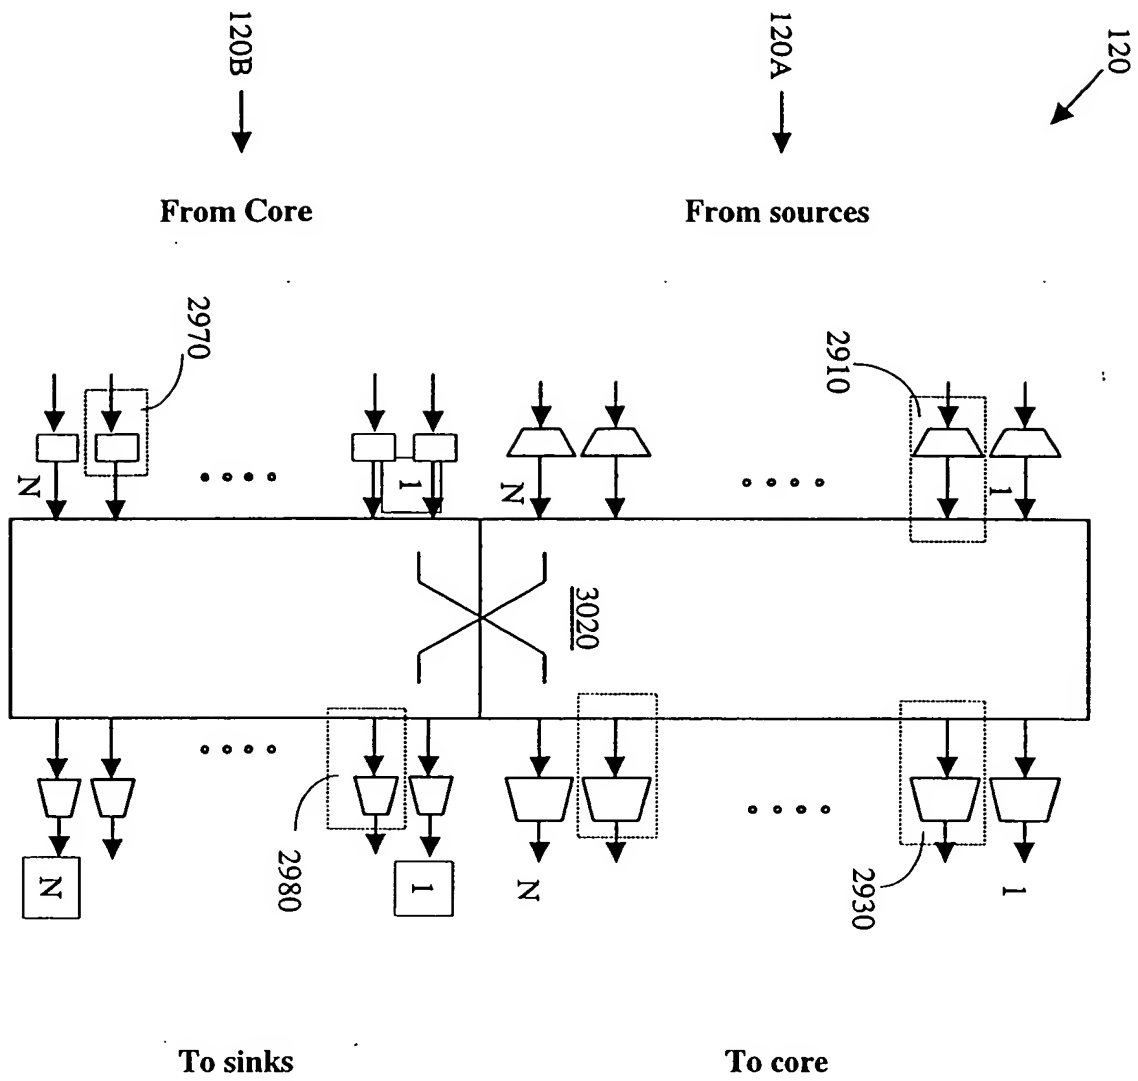 120
120A
120B
From Core
From sources
2970
2910
N
1
N
1
3020
2980
2930
N
1
N
1
To sinks
To core